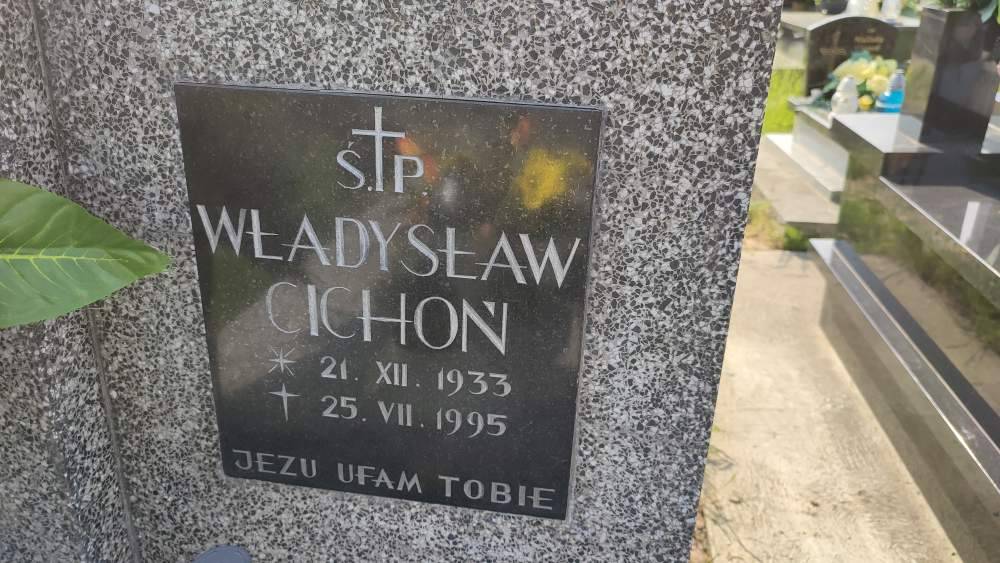 Ś.P.
WŁADYSŁAW
CICHOŃ
21. XII. 1933
25. VII. 1995
JEZU UFAM TOBIE